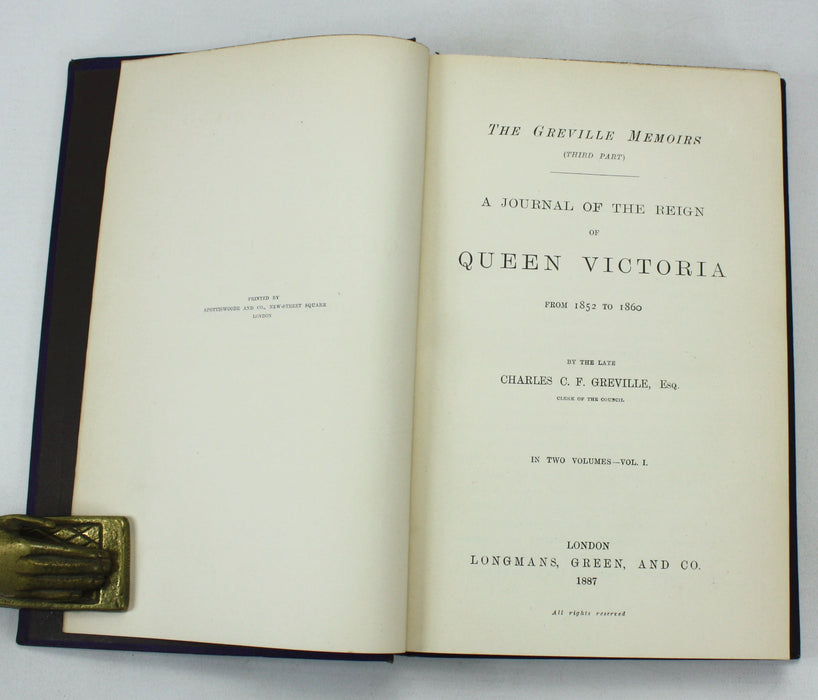 PRINTED BY
SPOTTISWOODE AND CO., NEW-STREET SQUARE
LONDON
THE GREVILLE MEMOIRS
(THIRD PART)
A JOURNAL OF THE REIGN
OF
QUEEN VICTORIA
FROM 1852 TO 1860
BY THE LATE
CHARLES C. F. GREVILLE, ESQ.
CLERK OF THE COUNCIL
IN TWO VOLUMES—VOL. I.
LONDON
LONGMANS, GREEN, AND CO.
1887
All rights reserved